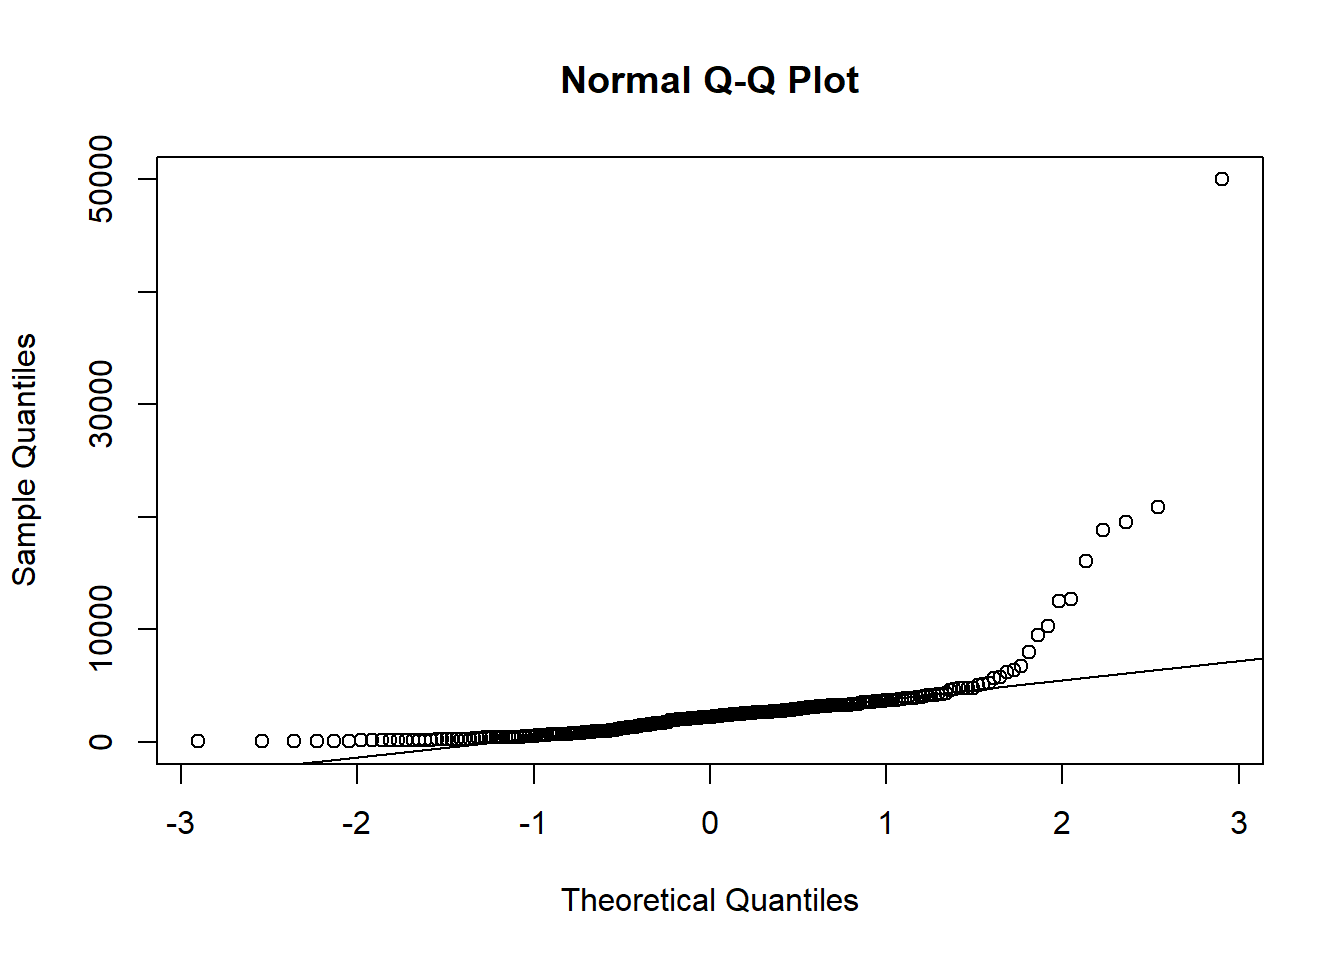 Normal Q-Q Plot
Sample Quantiles
50000
30000
10000
0
-3 -2 -1 0 1 2 3
Theoretical Quantiles